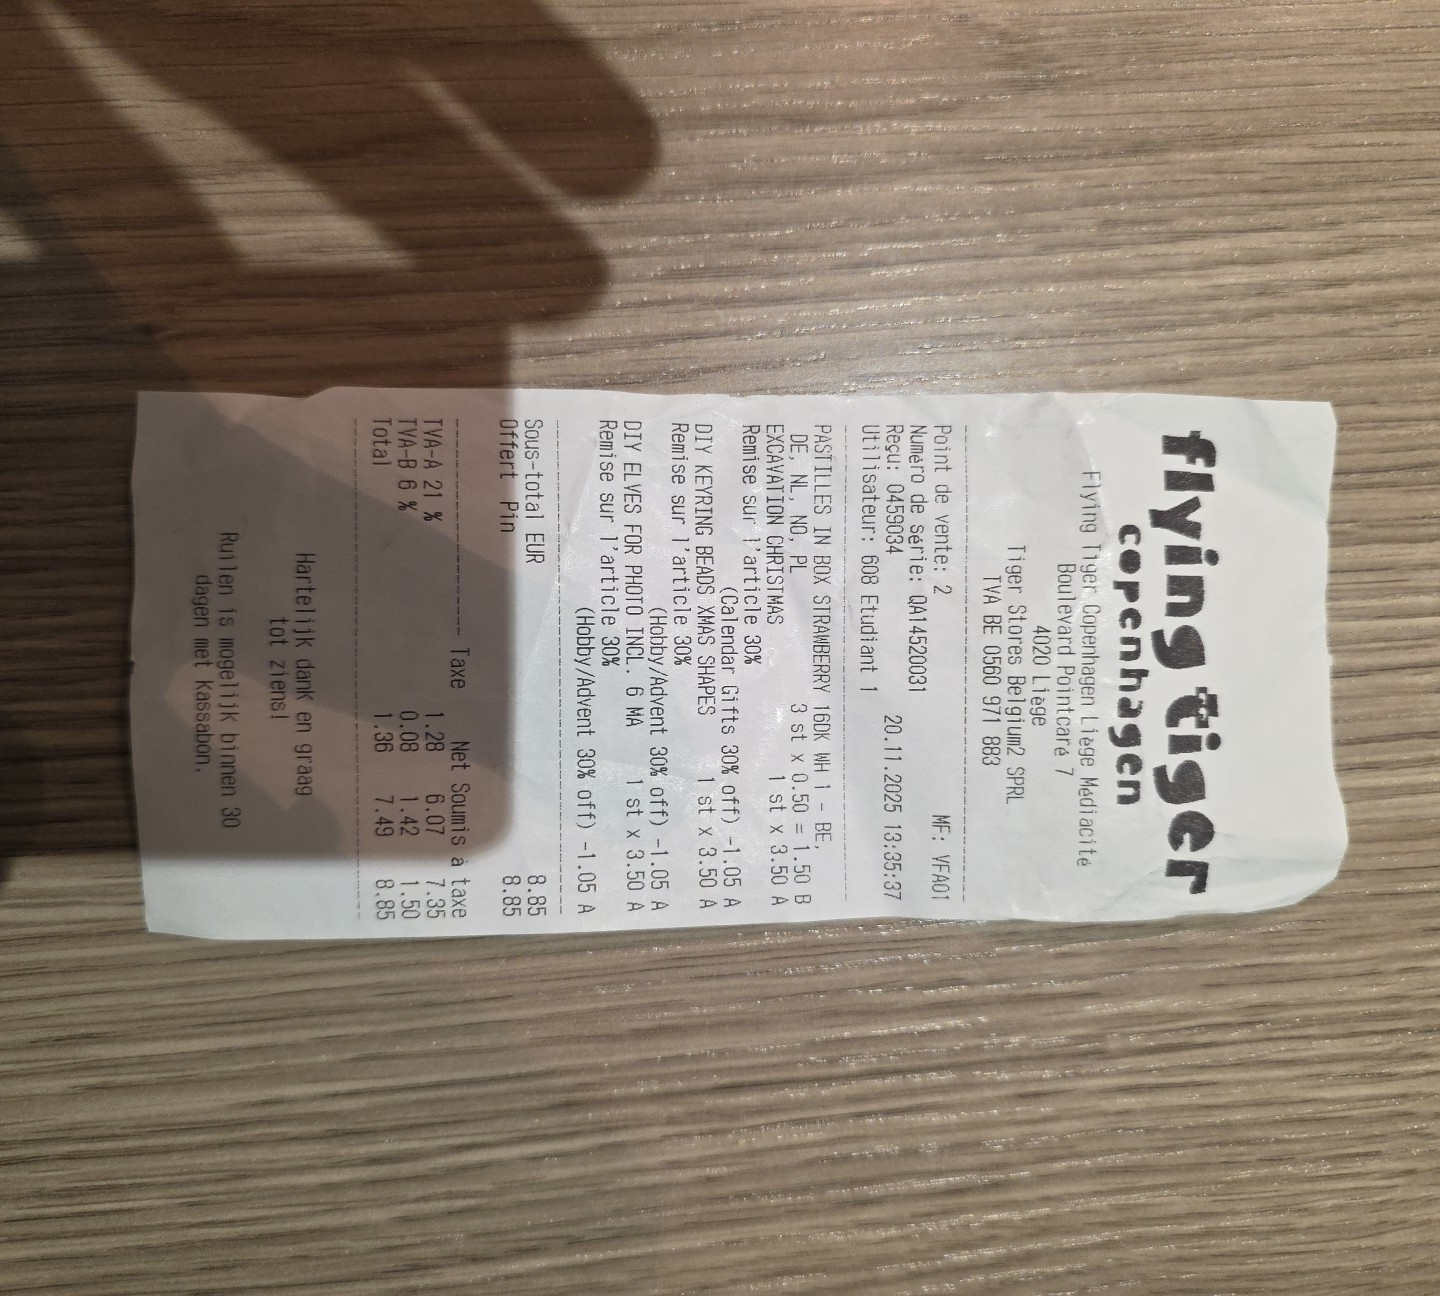 flying tiger
copenhagen
Flying Tiger Copenhagen Liège Médiacité
Boulevard Pointcaré 7
4020 Liège
Tiger Stores Belgium2 SPRL
TVA BE 0560 971 883
Point de vente: 2 MF: VFA01
Numéro de série: QA14520031
Reçu: 0459034 20.11.2025 13:35:37
Utilisateur: 608 Etudiant 1
PASTILLES IN BOX STRAWBERRY 16DK WH 1 - BE,
DE, NL, NO, PL 3 st x 0.50 = 1.50 B
EXCAVATION CHRISTMAS 1 st x 3.50 A
Remise sur l'article 30%
(Calendar Gifts 30% off) -1.05 A
DIY KEYRING BEADS XMAS SHAPES 1 st x 3.50 A
Remise sur l'article 30%
(Hobby/Advent 30% off) -1.05 A
DIY ELVES FOR PHOTO INCL. 6 MA 1 st x 3.50 A
Remise sur l'article 30%
(Hobby/Advent 30% off) -1.05 A
Sous-total EUR 8.85
Offert Pin 8.85
Taxe Net Soumis à taxe
TVA-A 21 % 1.28 6.07 7.35
TVA-B 6 % 0.08 1.42 1.50
Total 1.36 7.49 8.85
Hartelijk dank en graag
tot ziens!
Ruilen is mogelijk binnen 30
dagen met Kassabon.